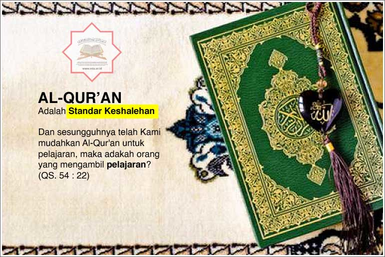 AL-QUR'AN
Adalah Standar Keshalehan
Dan sesungguhnya telah Kami
mudahkan Al-Qur'an untuk
pelajaran, maka adakah orang
yang mengambil pelajaran?
(QS. 54 : 22)
الله